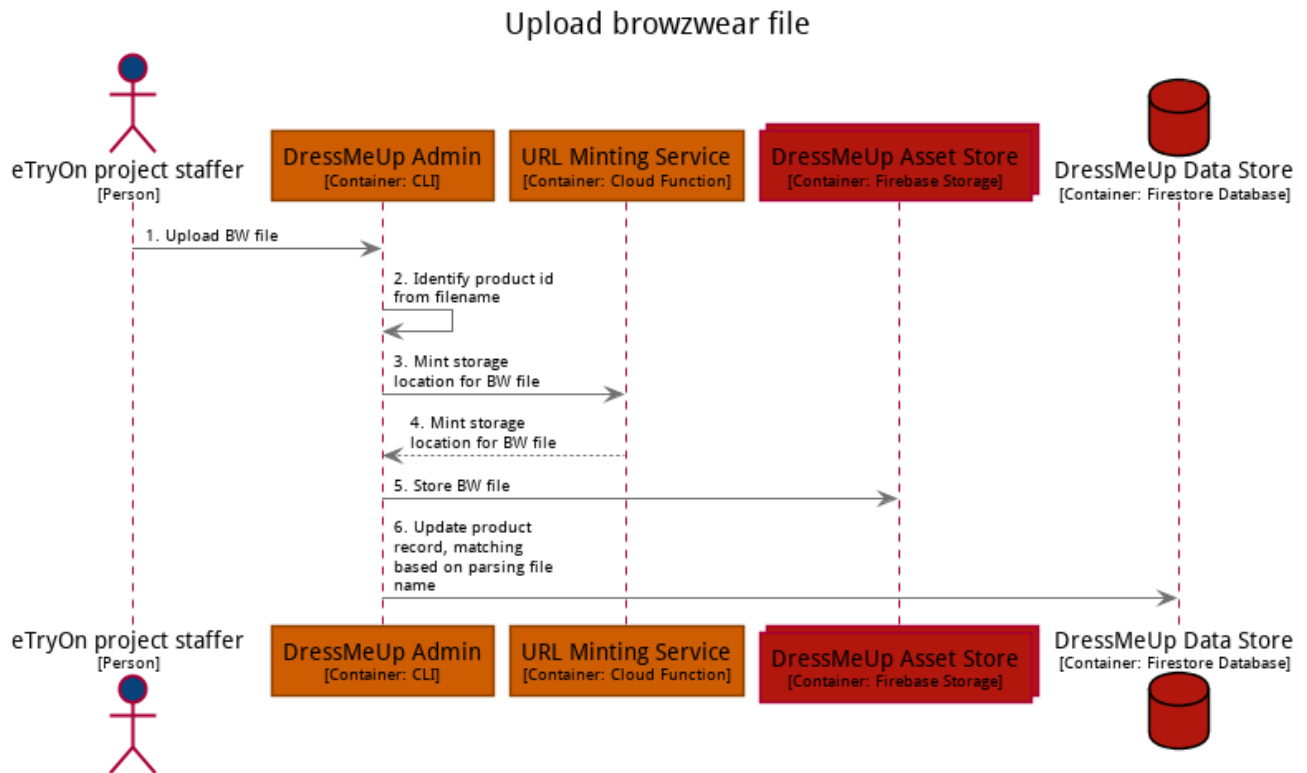 Upload browzwear file
eTryOn project staffer
[Person]
DressMeUp Admin
[Container: CLI]
URL Minting Service
[Container: Cloud Function]
DressMeUp Asset Store
[Container: Firebase Storage]
DressMeUp Data Store
[Container: Firestore Database]
1. Upload BW file
2. Identify product id
from filename
3. Mint storage
location for BW file
4. Mint storage
location for BW file
5. Store BW file
6. Update product
record, matching
based on parsing file
name
eTryOn project staffer
[Person]
DressMeUp Admin
[Container: CLI]
URL Minting Service
[Container: Cloud Function]
DressMeUp Asset Store
[Container: Firebase Storage]
DressMeUp Data Store
[Container: Firestore Database]